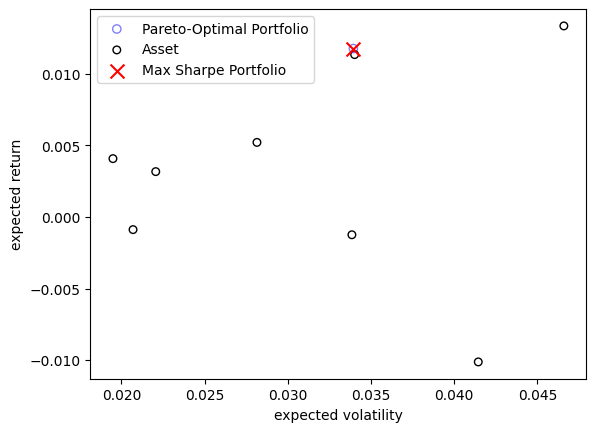 Pareto-Optimal Portfolio
Asset
Max Sharpe Portfolio
expected return
0.010
0.005
0.000
−0.005
−0.010
0.020 0.025 0.030 0.035 0.040 0.045
expected volatility